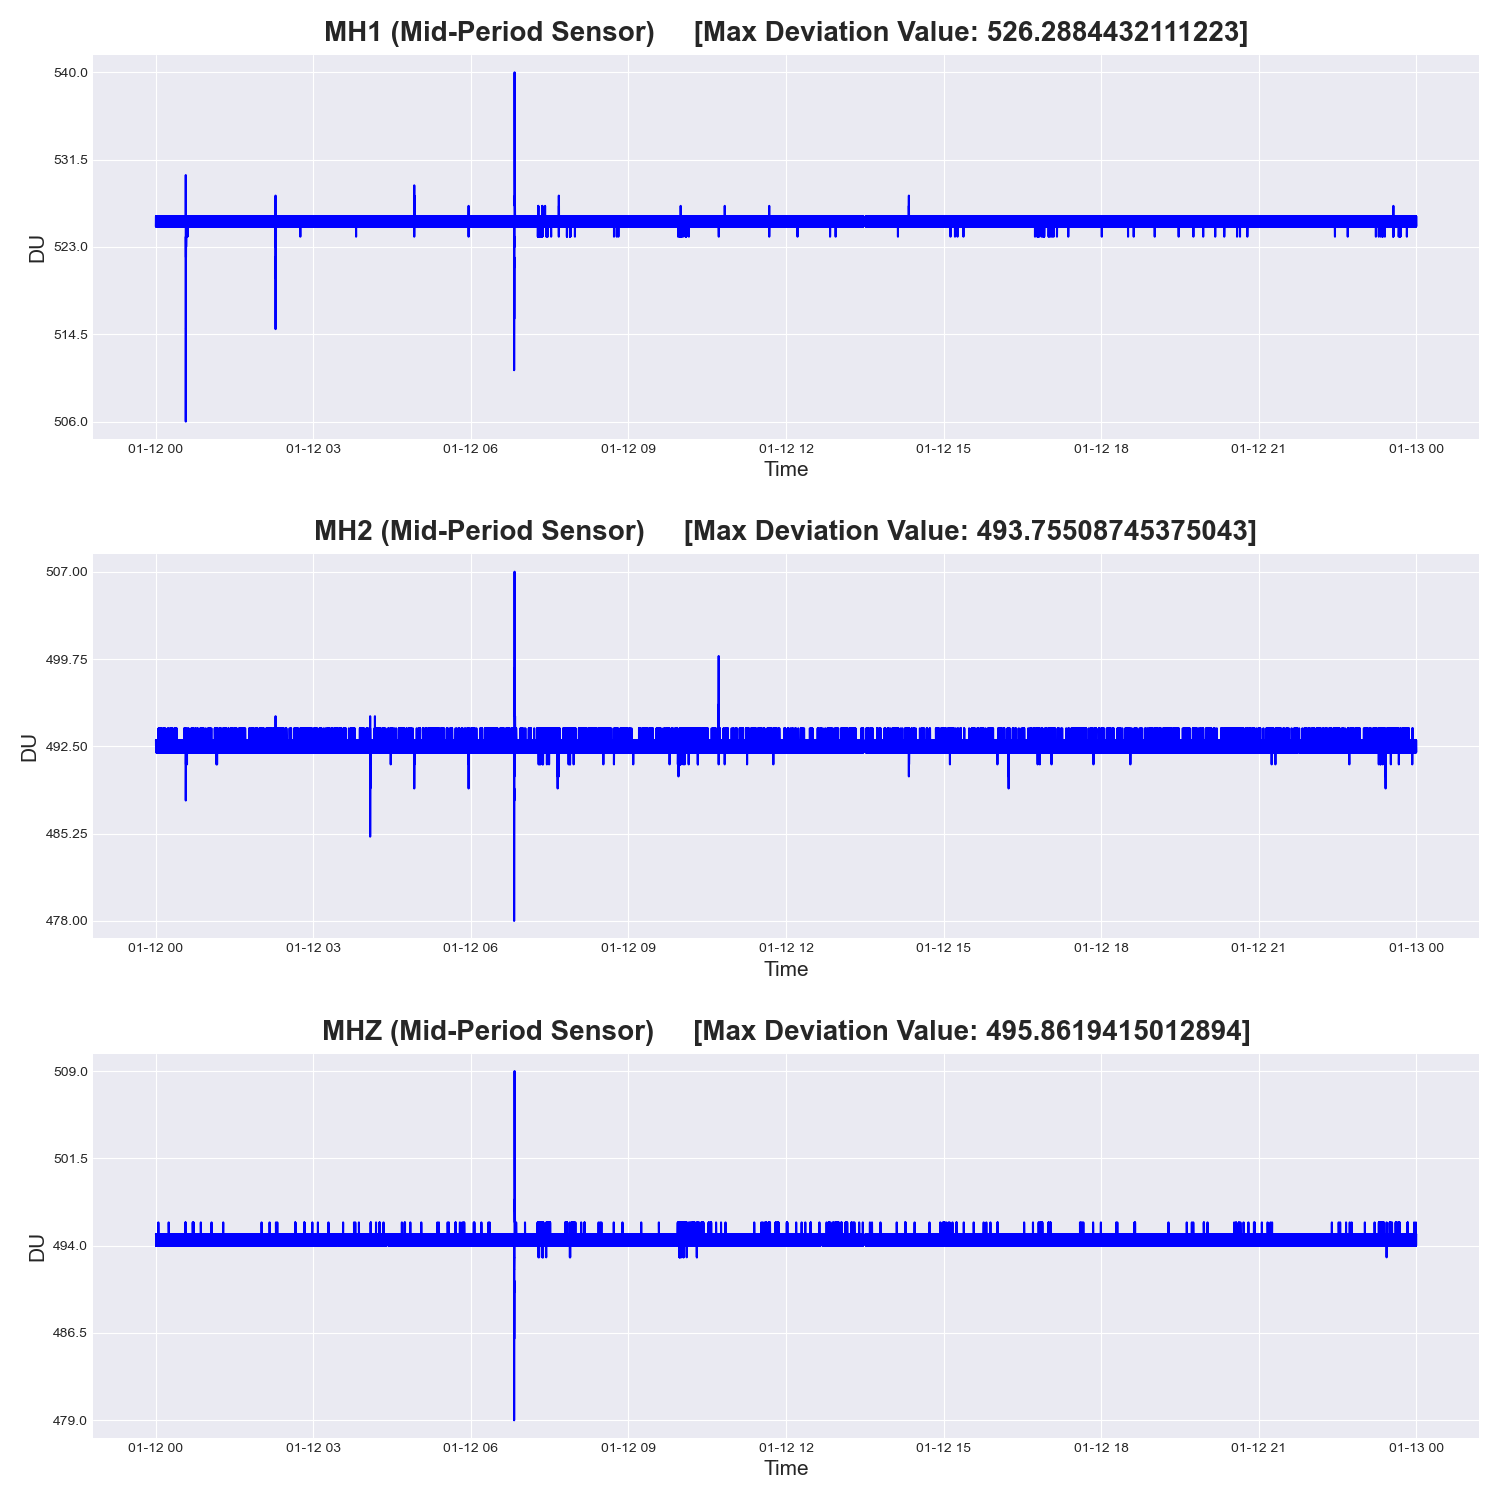 MH1 (Mid-Period Sensor) [Max Deviation Value: 526.2884432111223]
540.0
531.5
523.0
514.5
506.0
DU
01-12 00 01-12 03 01-12 06 01-12 09 01-12 12 01-12 15 01-12 18 01-12 21 01-13 00
Time
MH2 (Mid-Period Sensor) [Max Deviation Value: 493.75508745375043]
507.00
499.75
492.50
485.25
478.00
DU
01-12 00 01-12 03 01-12 06 01-12 09 01-12 12 01-12 15 01-12 18 01-12 21 01-13 00
Time
MHZ (Mid-Period Sensor) [Max Deviation Value: 495.8619415012894]
509.0
501.5
494.0
486.5
479.0
DU
01-12 00 01-12 03 01-12 06 01-12 09 01-12 12 01-12 15 01-12 18 01-12 21 01-13 00
Time